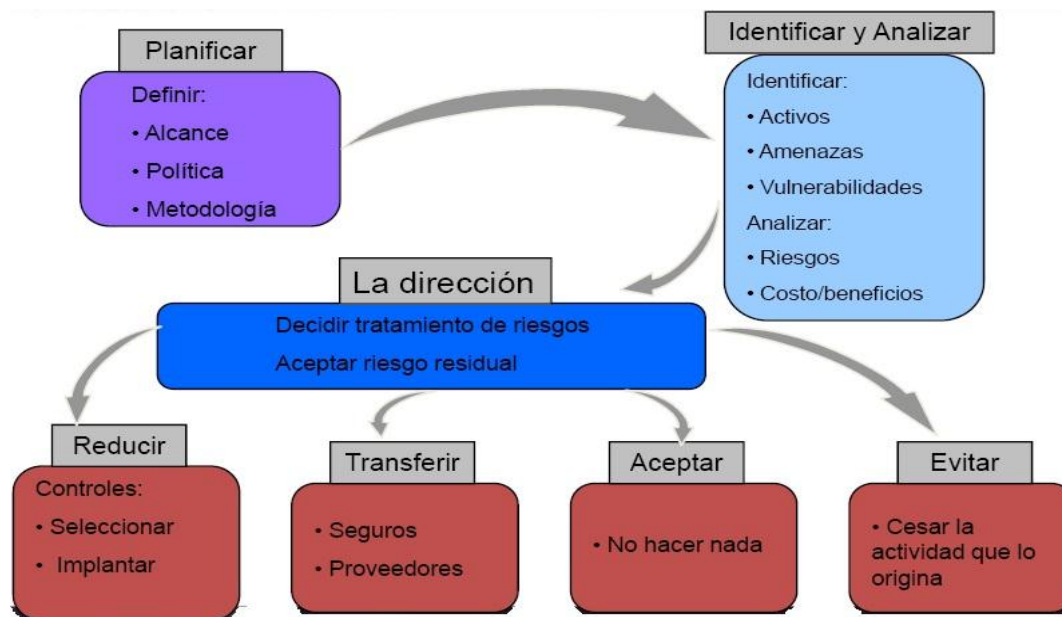 Planificar
Definir:
• Alcance
• Política
• Metodología
Identificar y Analizar
Identificar:
• Activos
• Amenazas
• Vulnerabilidades
Analizar:
• Riesgos
• Costo/beneficios
La dirección
Decidir tratamiento de riesgos
Aceptar riesgo residual
Reducir
Controles:
• Seleccionar
• Implantar
Transferir
• Seguros
• Proveedores
Aceptar
• No hacer nada
Evitar
• Cesar la
actividad que lo
origina